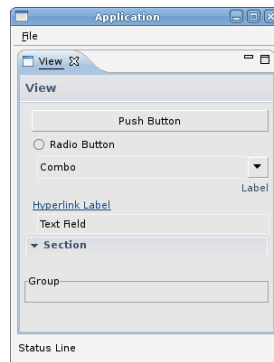 Application
File
View
View
Push Button
Radio Button
Combo
Label
Hyperlink Label
Text Field
Section
Group
Status Line